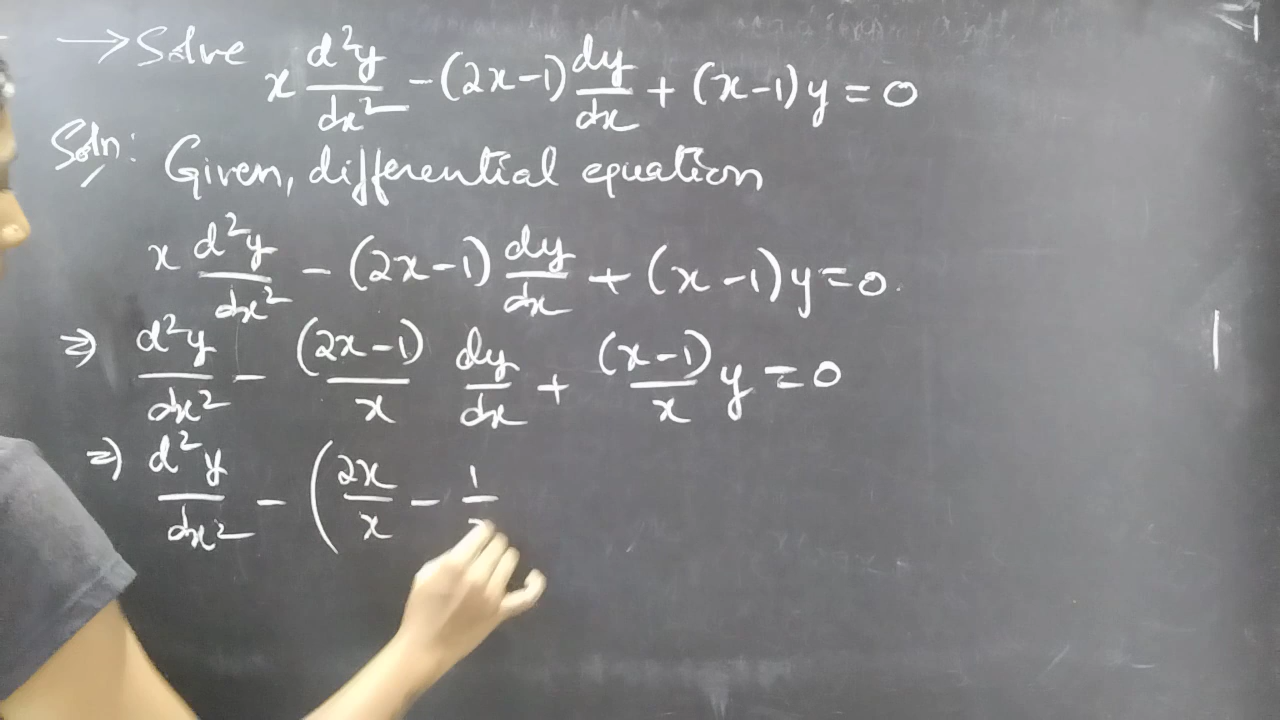 → Solve x d²y/dx² - (2x-1) dy/dx + (x-1)y = 0
Soln: Given, differential equation
x d²y/dx² - (2x-1) dy/dx + (x-1)y = 0.
⇒ d²y/dx² - (2x-1)/x dy/dx + (x-1)/x y = 0
⇒ d²y/dx² - (2x/x - 1/